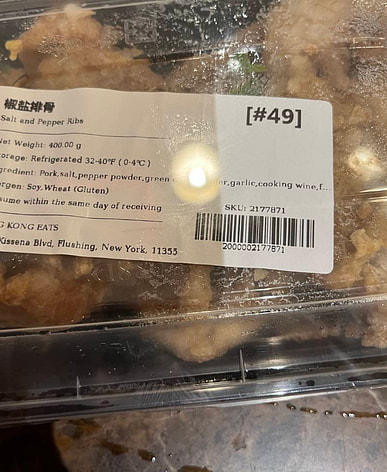 椒盐排骨
[#49]
Salt and Pepper Ribs
Net Weight: 400.00 g
torage: Refrigerated 32-40°F ( 0-4°C )
gredient: Pork,salt,pepper powder,green er,garlic,cooking wine,f...
ergen: Soy,Wheat (Gluten)
ume within the same day of receiving
SKU: 2177871
G KONG EATS
Kissena Blvd, Flushing, New York, 11355
2000002177871